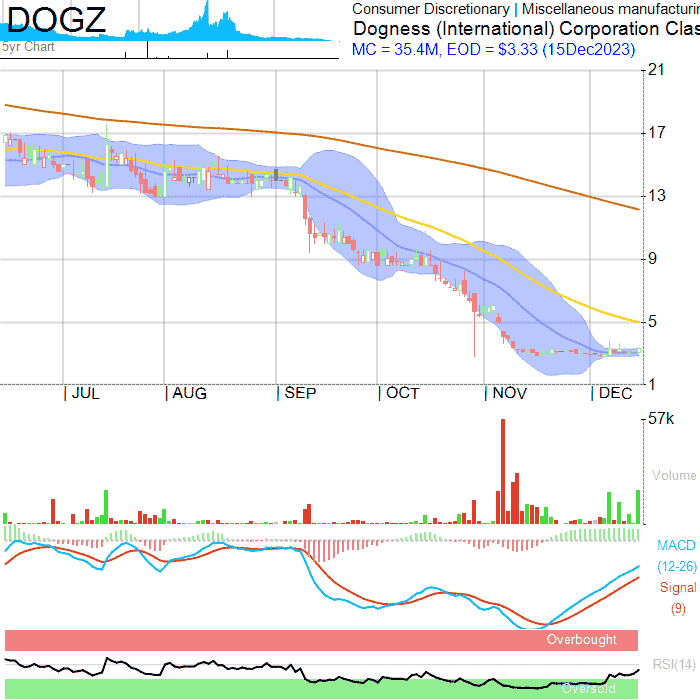 DOGZ
5yr Chart
Consumer Discretionary | Miscellaneous manufacturin
Dogness (International) Corporation Clas
MC = 35.4M, EOD = $3.33 (15Dec2023)
21
17
13
9
5
1
JUL AUG SEP OCT NOV DEC
57k
Volume
MACD
(12-26)
Signal
(9)
Overbought
RSI(14)
Oversold